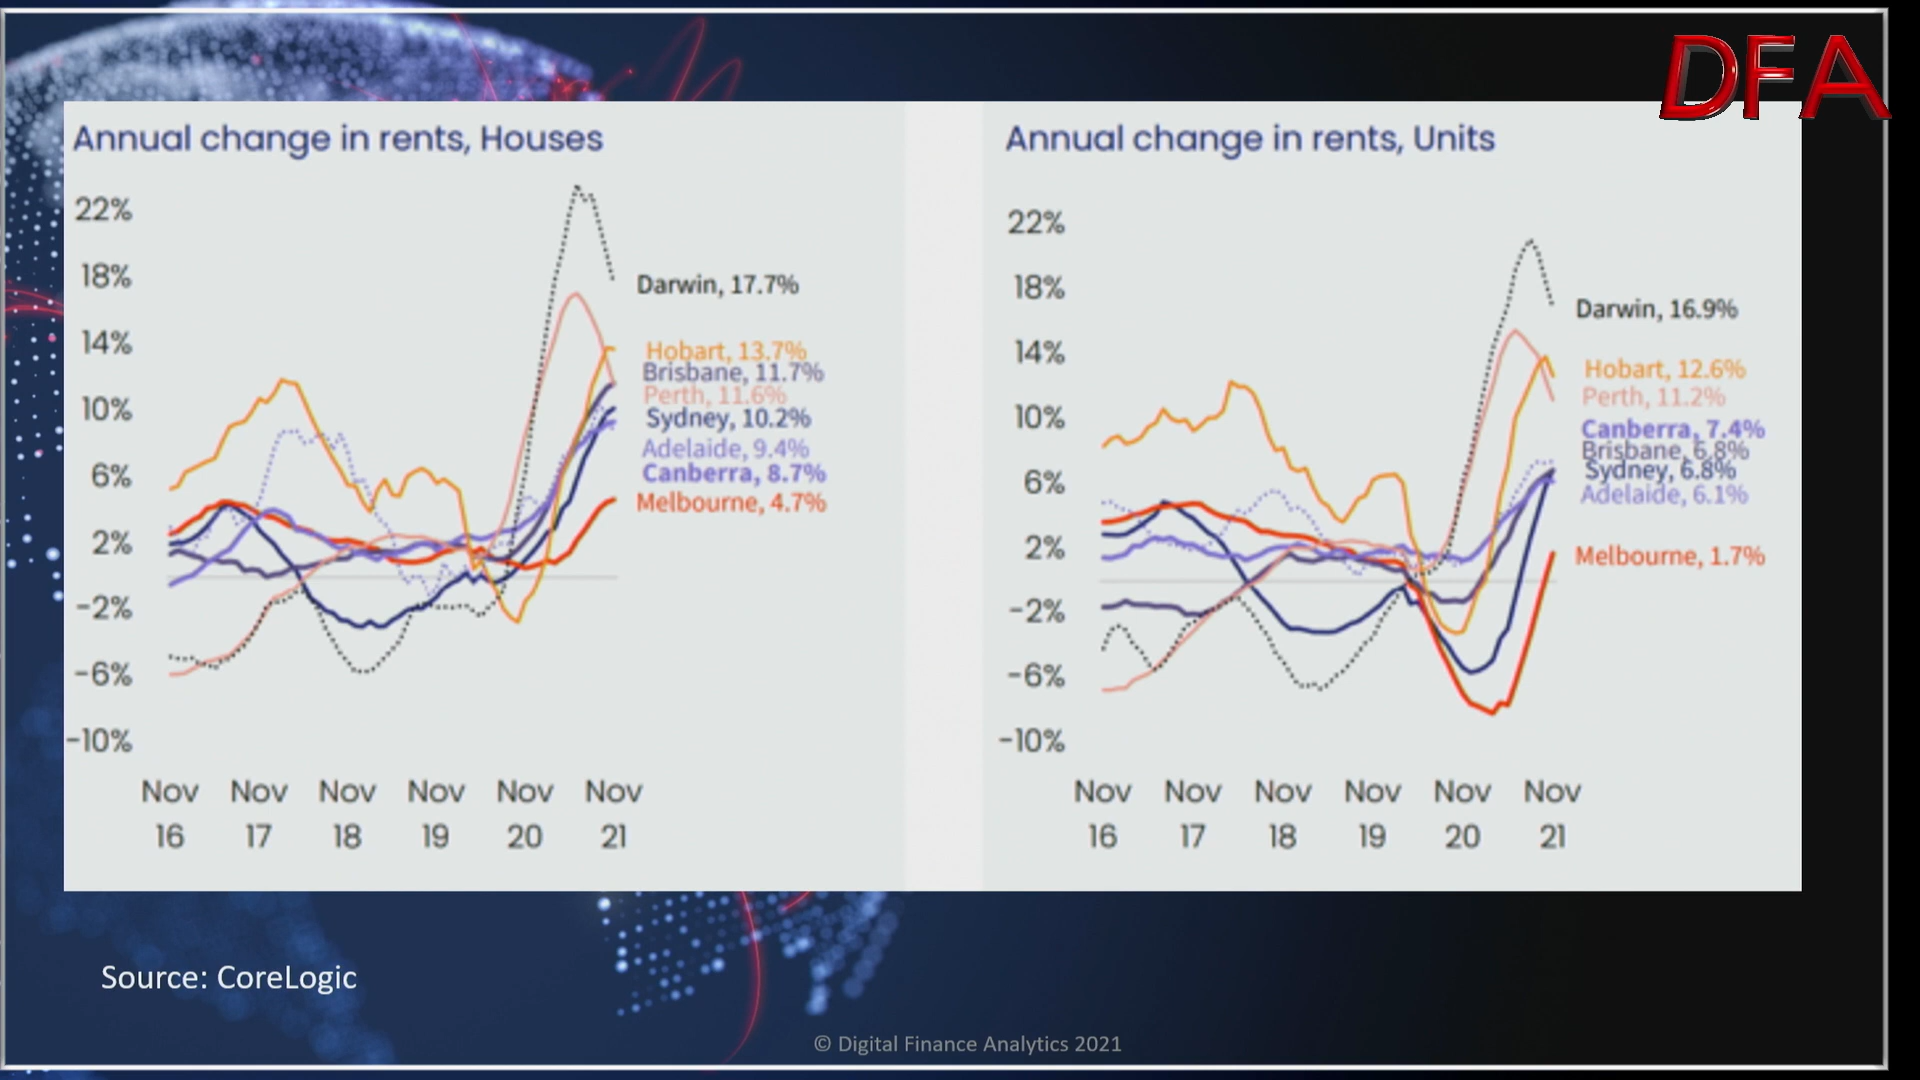 DFA
Annual change in rents, Houses
22%
18%
14%
10%
6%
2%
-2%
-6%
-10%
Nov Nov Nov Nov Nov Nov
16 17 18 19 20 21
Darwin, 17.7%
Hobart, 13.7%
Brisbane, 11.7%
Perth, 11.6%
Sydney, 10.2%
Adelaide, 9.4%
Canberra, 8.7%
Melbourne, 4.7%
Annual change in rents, Units
22%
18%
14%
10%
6%
2%
-2%
-6%
-10%
Nov Nov Nov Nov Nov Nov
16 17 18 19 20 21
Darwin, 16.9%
Hobart, 12.6%
Perth, 11.2%
Canberra, 7.4%
Brisbane, 6.8%
Sydney, 6.8%
Adelaide, 6.1%
Melbourne, 1.7%
Source: CoreLogic
© Digital Finance Analytics 2021